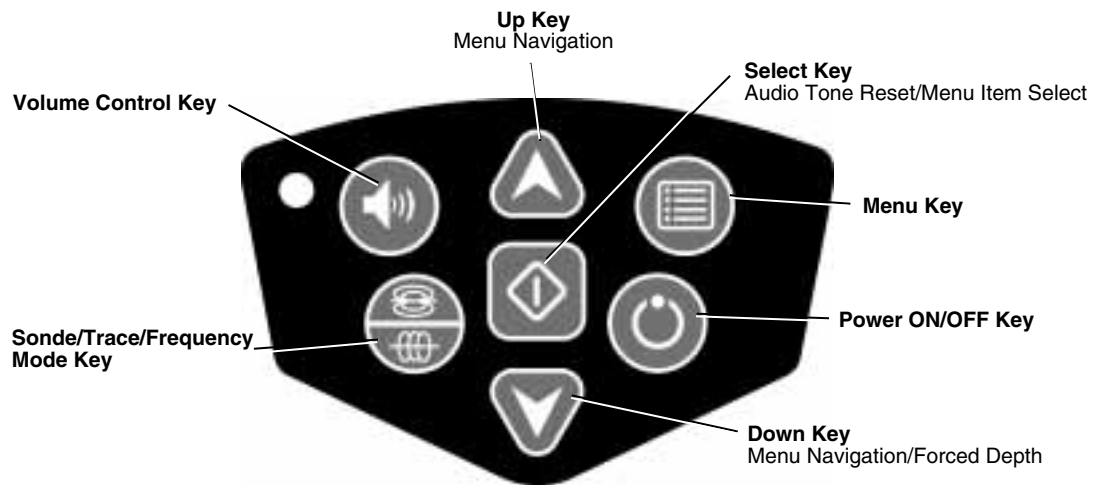 Up Key
Menu Navigation
Select Key
Audio Tone Reset/Menu Item Select
Volume Control Key
Menu Key
Sonde/Trace/Frequency
Mode Key
Power ON/OFF Key
Down Key
Menu Navigation/Forced Depth